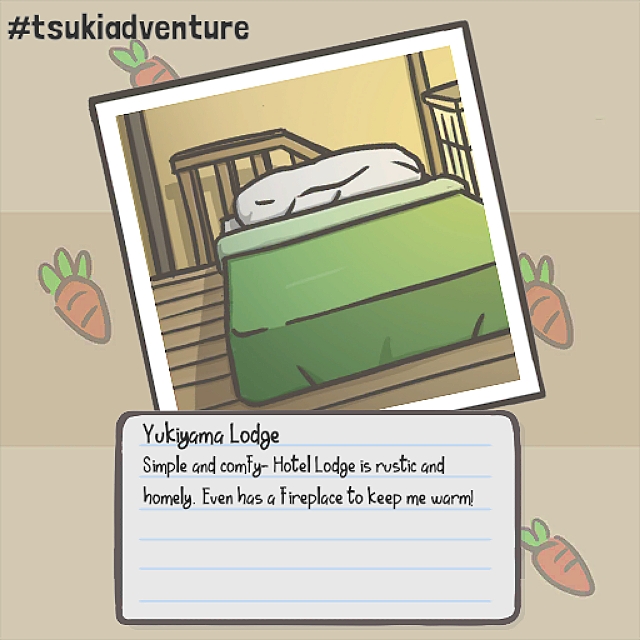 #tsukiadventure
Yukiyama Lodge
Simple and comfy- Hotel Lodge is rustic and
homely. Even has a fireplace to keep me warm!